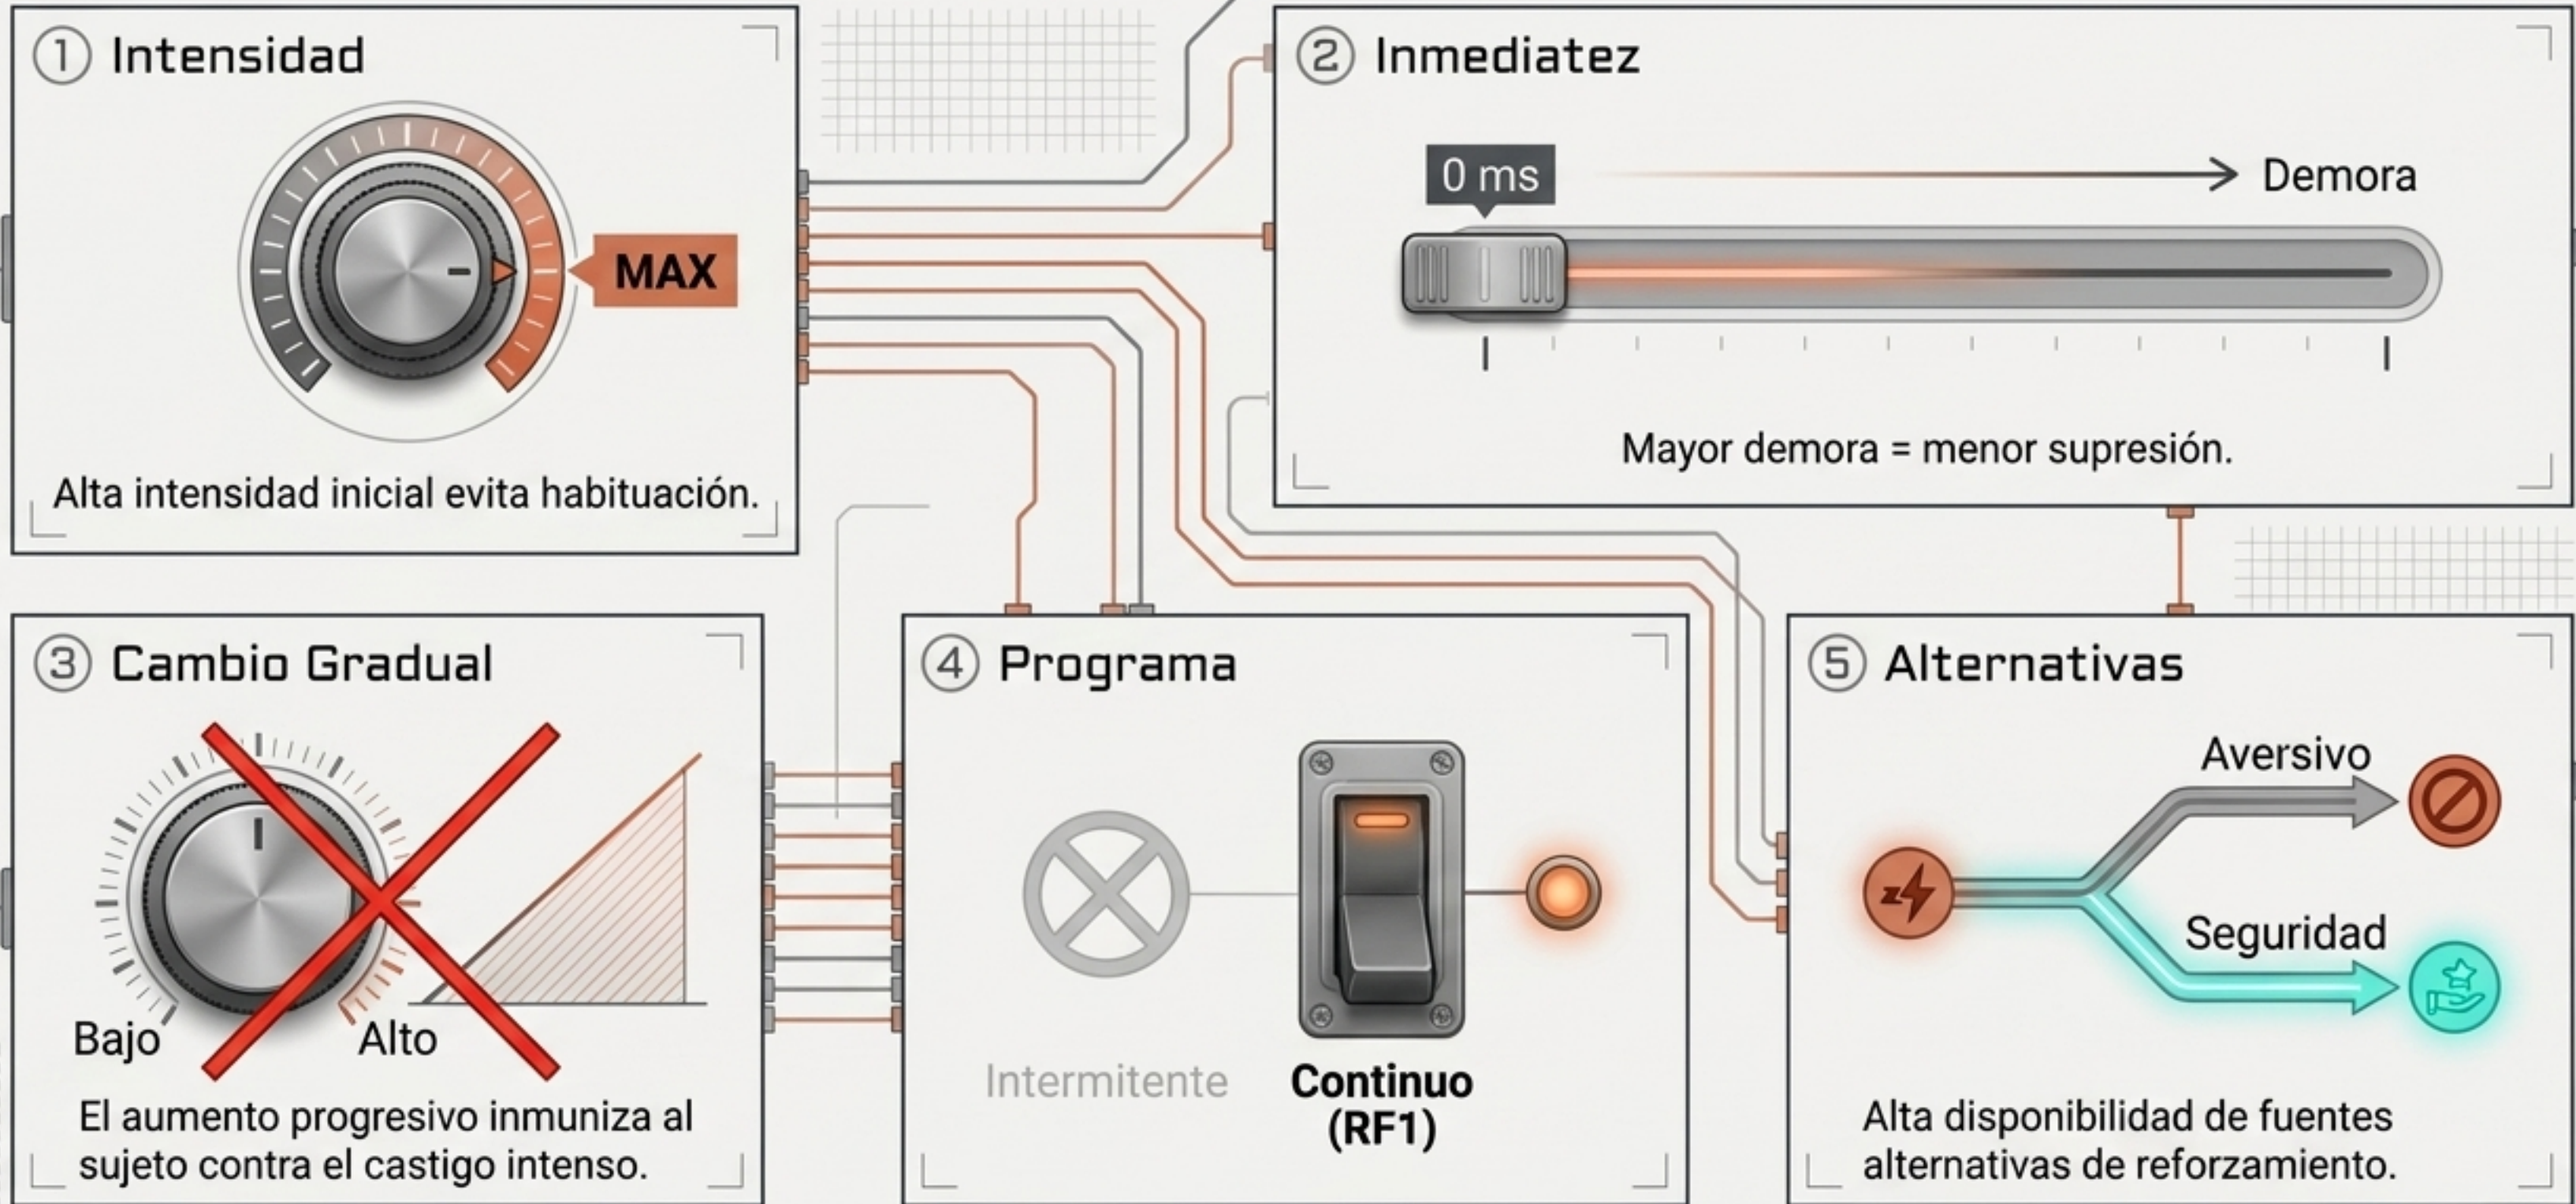 1 Intensidad
MAX
Alta intensidad inicial evita habituación.
2 Inmediatez
0 ms
Demora
Mayor demora = menor supresión.
3 Cambio Gradual
Bajo
Alto
El aumento progresivo inmuniza al
sujeto contra el castigo intenso.
4 Programa
Intermitente
Continuo
(RF1)
5 Alternativas
Aversivo
Seguridad
Alta disponibilidad de fuentes
alternativas de reforzamiento.